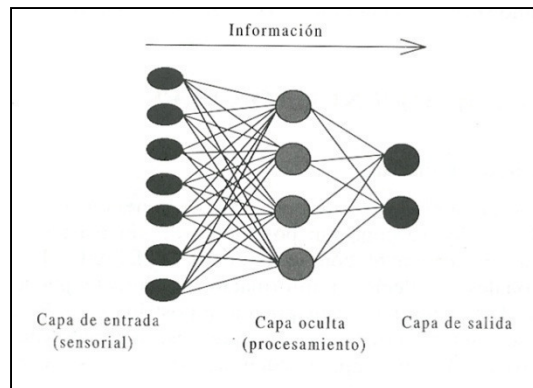 Información
Capa de entrada
(sensorial)
Capa oculta
(procesamiento)
Capa de salida